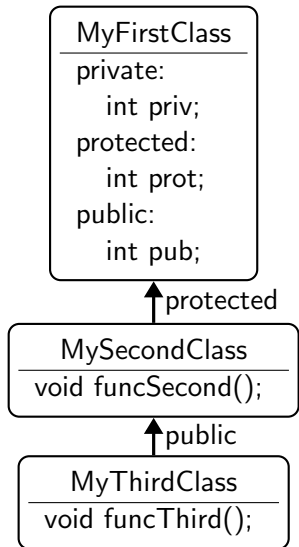 MyFirstClass
private:
int priv;
protected:
int prot;
public:
int pub;
protected
MySecondClass
void funcSecond();
public
MyThirdClass
void funcThird();